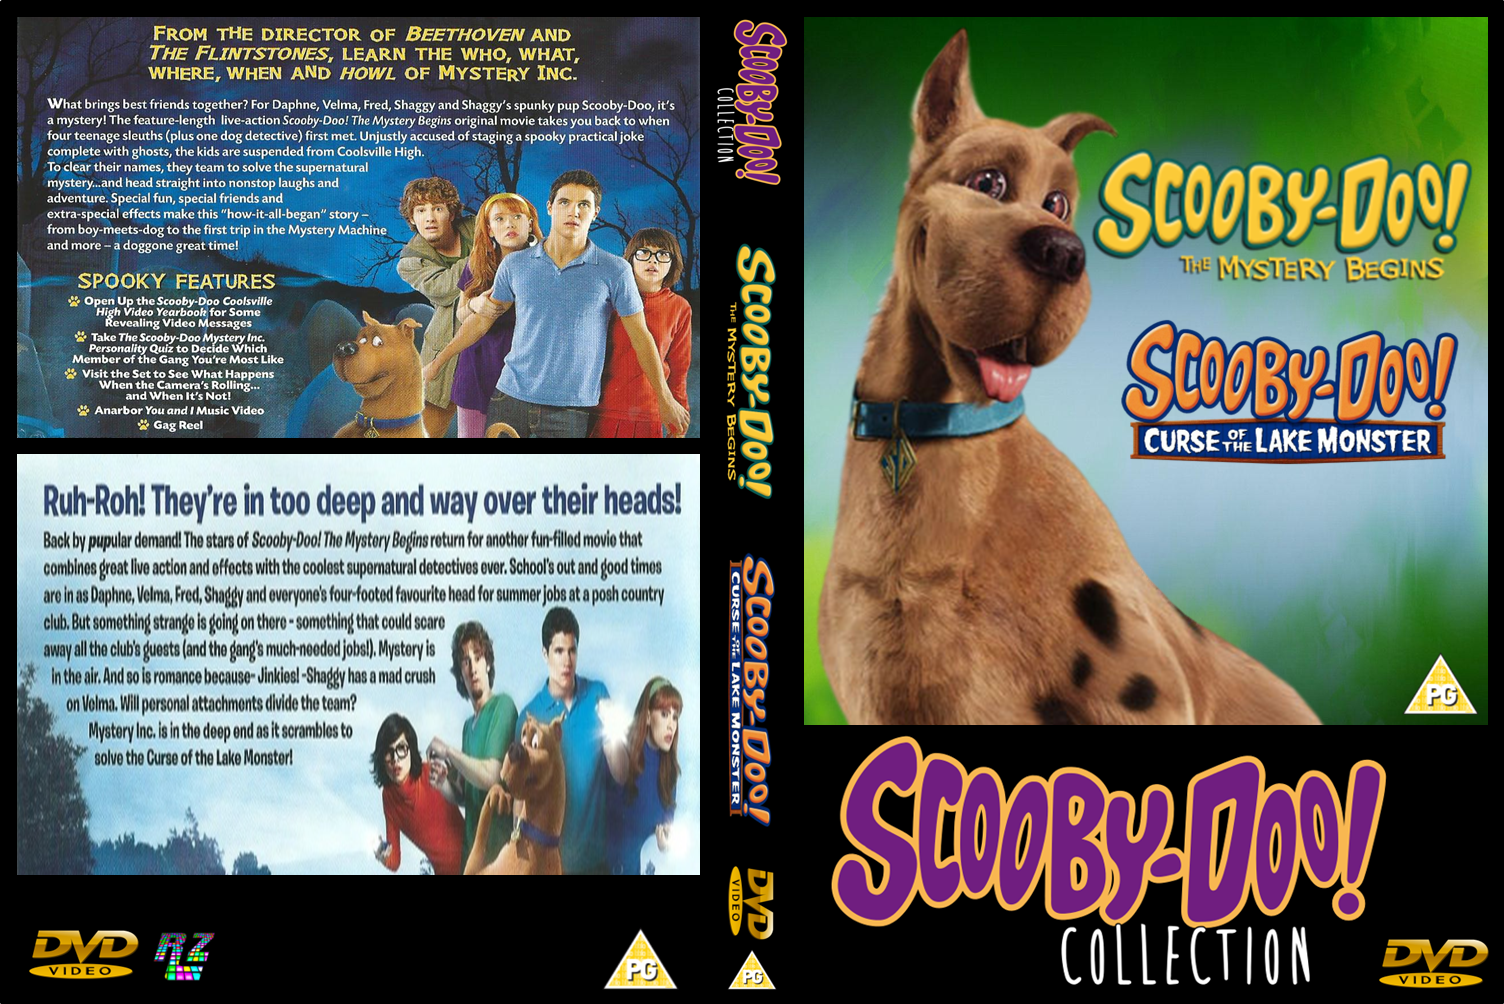 From the director of Beethoven and
The Flintstones, learn the who, what,
where, when and howl of Mystery Inc.
What brings best friends together? For Daphne, Velma, Fred, Shaggy and Shaggy's spunky pup Scooby-Doo, it's
a mystery! The feature-length live-action Scooby-Doo! The Mystery Begins original movie takes you back to when
four teenage sleuths (plus one dog detective) first met. Unjustly accused of staging a spooky practical joke
complete with ghosts, the kids are suspended from Coolsville High.
To clear their names, they team to solve the supernatural
mystery...and head straight into nonstop laughs and
adventure. Special fun, special friends and
extra-special effects make this "how-it-all-began" story –
from boy-meets-dog to the first trip in the Mystery Machine
and more – a doggone great time!
Spooky Features
Open Up the Scooby-Doo Coolsville
High Video Yearbook for Some
Revealing Video Messages
Take The Scooby-Doo Mystery Inc.
Personality Quiz to Decide Which
Member of the Gang You're Most Like
Visit the Set to See What Happens
When the Camera's Rolling...
and When It's Not!
Anarbor You and I Music Video
Gag Reel
Ruh-Roh! They're in too deep and way over their heads!
Back by pupular demand! The stars of Scooby-Doo! The Mystery Begins return for another fun-filled movie that
combines great live action and effects with the coolest supernatural detectives ever. School's out and good times
are in as Daphne, Velma, Fred, Shaggy and everyone's four-footed favourite head for summer jobs at a posh country
club. But something strange is going on there - something that could scare
away all the club's guests (and the gang's much-needed jobs!). Mystery is
in the air. And so is romance because- Jinkies! -Shaggy has a mad crush
on Velma. Will personal attachments divide the team?
Mystery Inc. is in the deep end as it scrambles to
solve the Curse of the Lake Monster!
DVD
VIDEO
RZ
PG
Scooby-Doo!
COLLECTION
Scooby-Doo!
The Mystery Begins
Scooby-Doo!
Curse of the Lake Monster
DVD
VIDEO
PG
Scooby-Doo!
The Mystery Begins
Scooby-Doo!
Curse of the Lake Monster
PG
Scooby-Doo!
COLLECTION
DVD
VIDEO